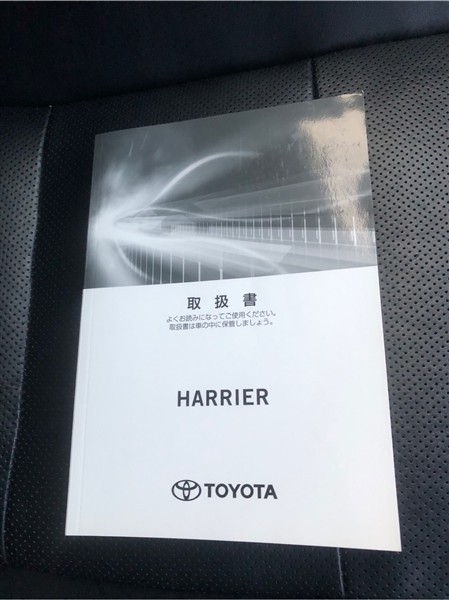 取扱書
よくお読みになってご使用ください。
取扱書は車の中に保管しましょう。
HARRIER
TOYOTA